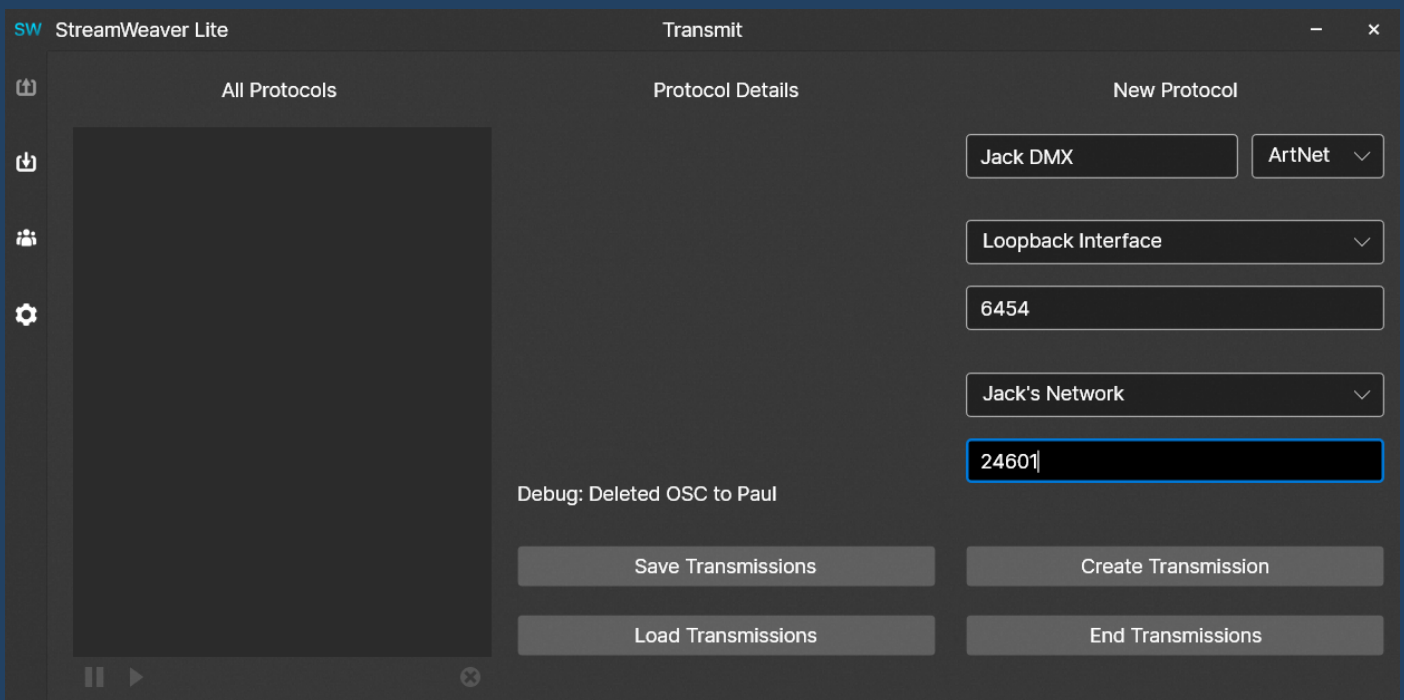 SW StreamWeaver Lite Transmit
All Protocols Protocol Details New Protocol
Jack DMX ArtNet
Loopback Interface
6454
Jack's Network
24601
Debug: Deleted OSC to Paul
Save Transmissions Create Transmission
Load Transmissions End Transmissions